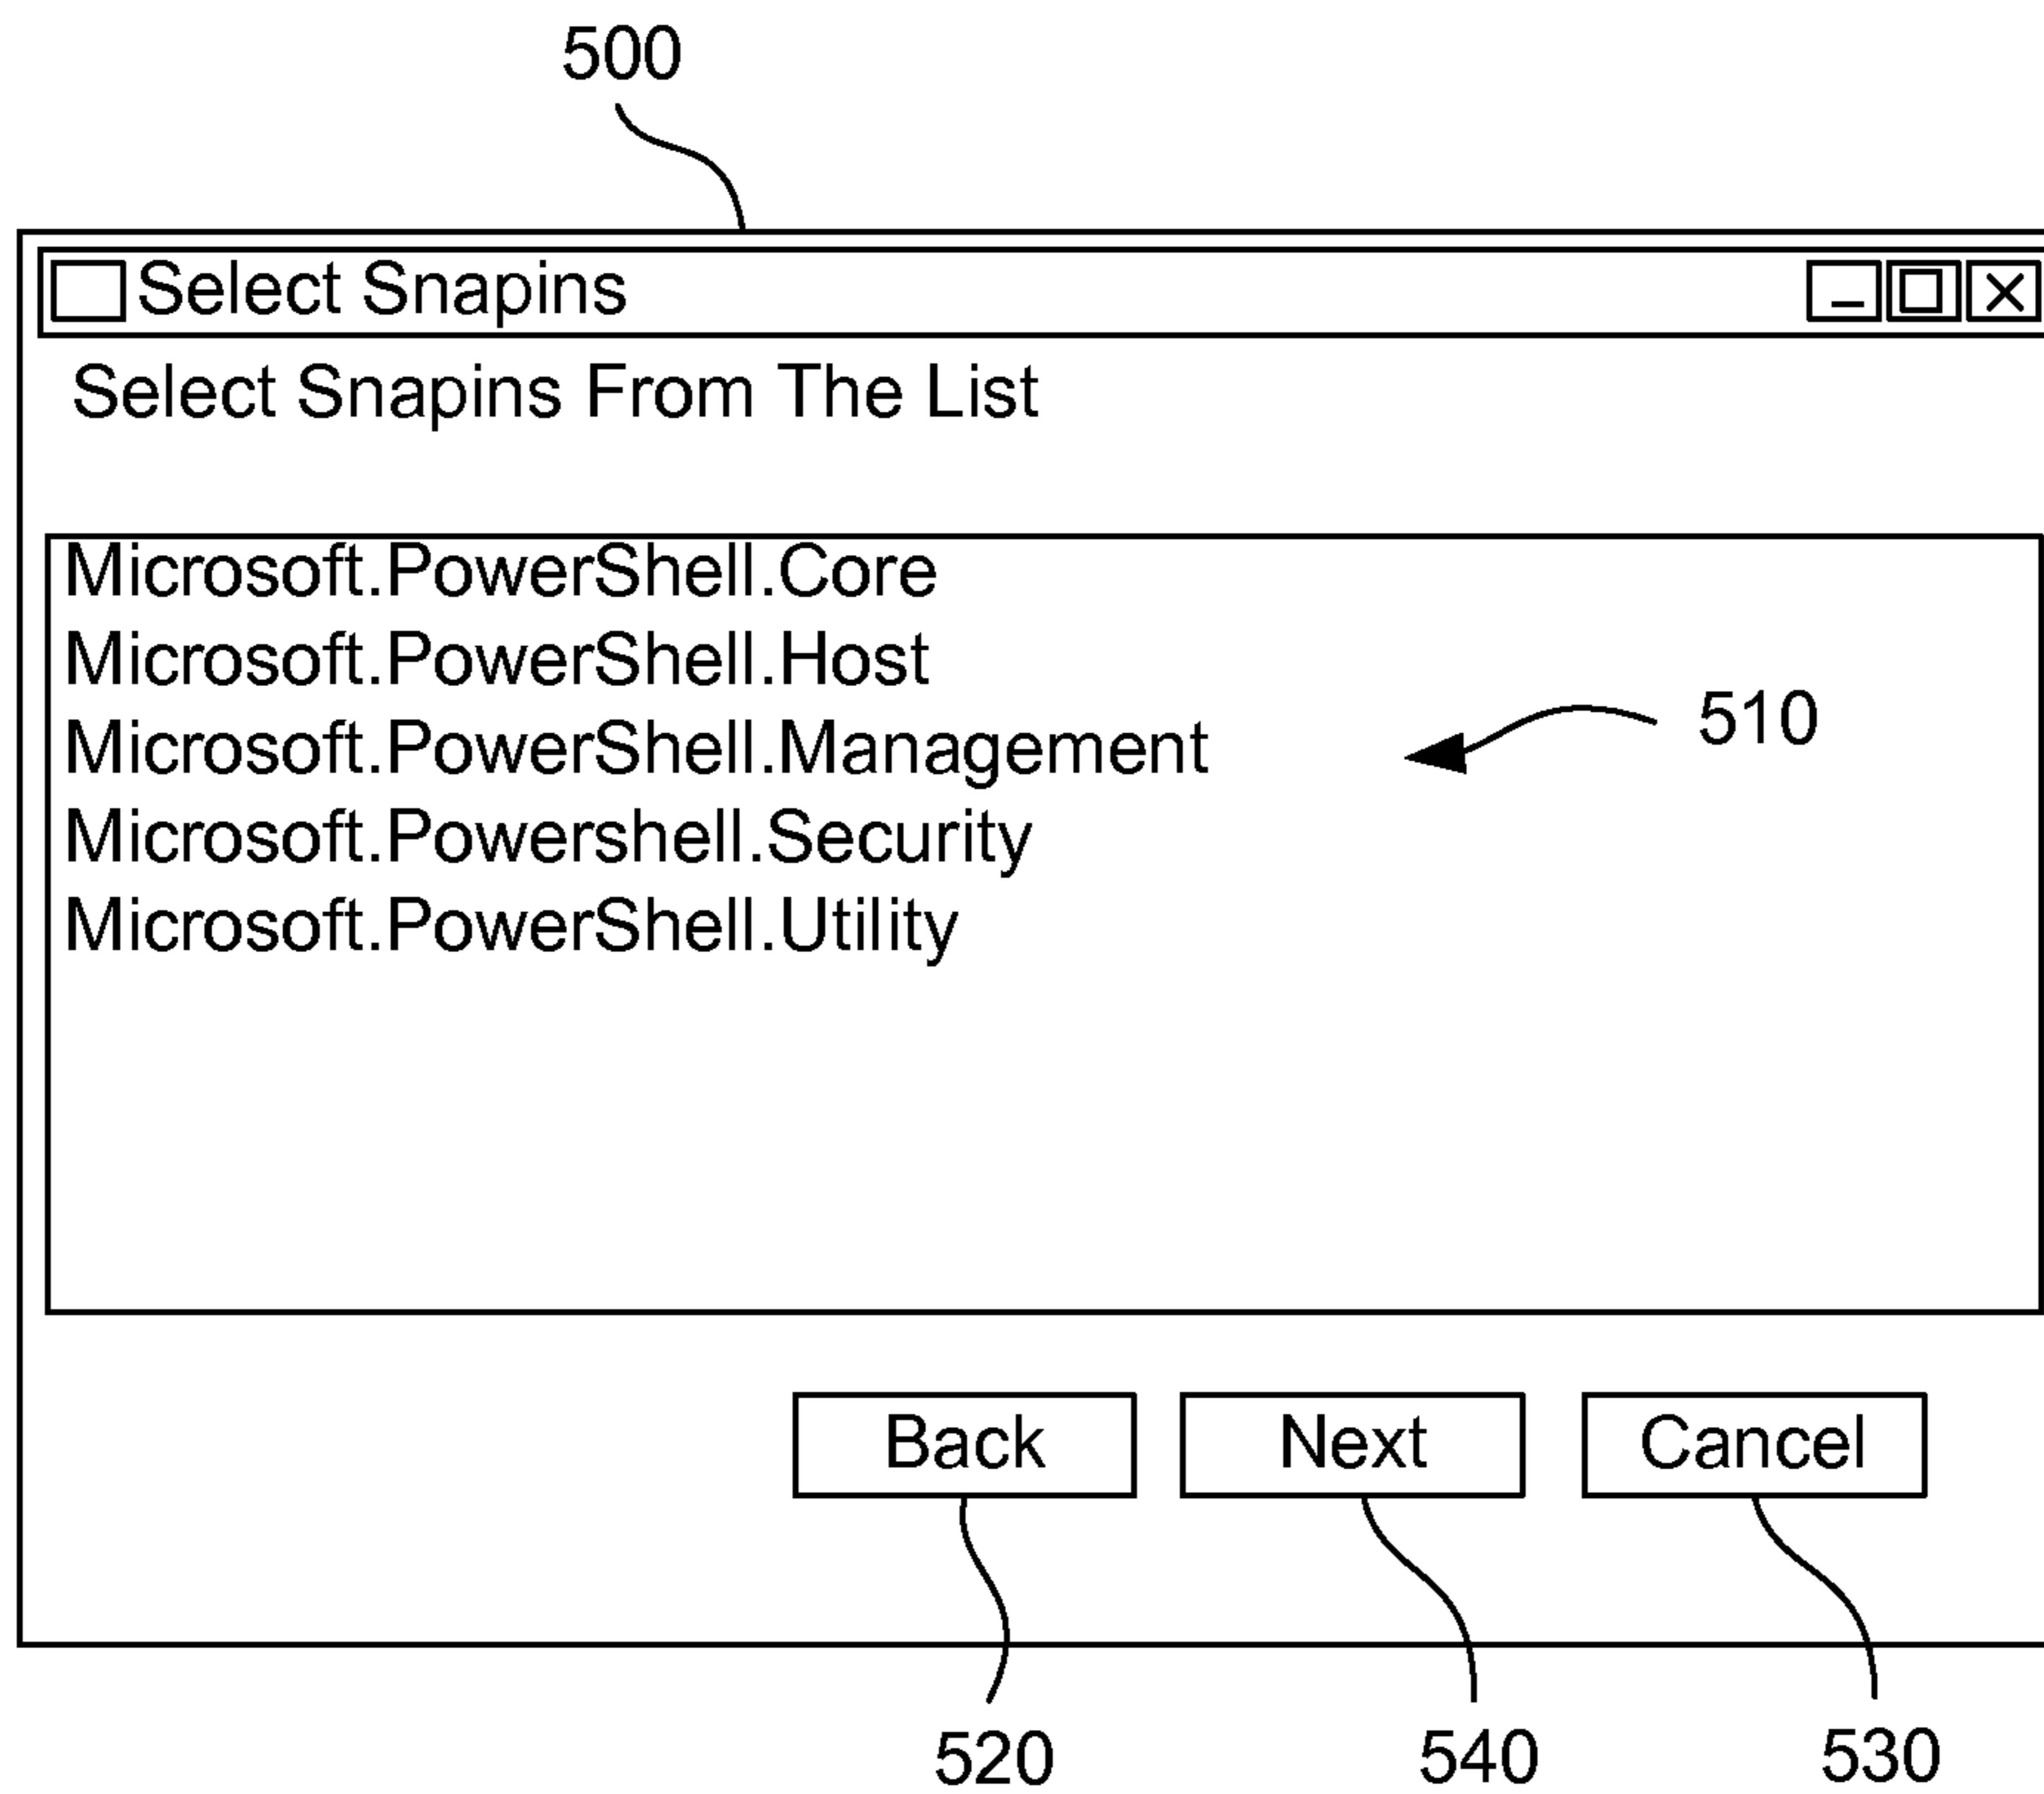 500
Select Snapins
Select Snapins From The List
Microsoft.PowerShell.Core
Microsoft.PowerShell.Host
Microsoft.PowerShell.Management
510
Microsoft.Powershell.Security
Microsoft.PowerShell.Utility
Back Next Cancel
520 540 530